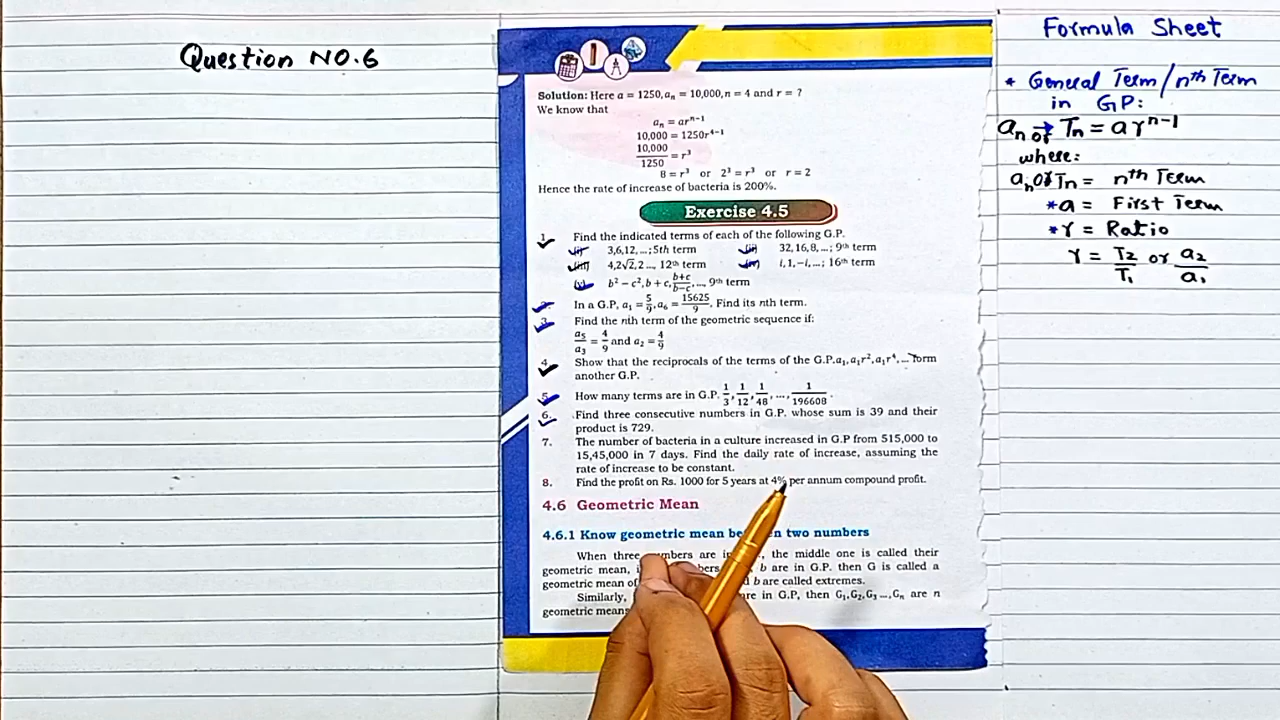 Question NO.6
Solution: Here a = 1250, aₙ = 10,000, n = 4 and r = ?
We know that
aₙ = arⁿ⁻¹
10,000 = 1250r⁴⁻¹
10,000/1250 = r³
8 = r³ or 2³ = r³ or r = 2
Hence the rate of increase of bacteria is 200%.
Exercise 4.5
1. Find the indicated terms of each of the following G.P.
(i) 3,6,12, ...; 5th term (ii) 32, 16, 8, ...; 9ᵗʰ term
(iii) 4,2√2, 2 ..., 12ᵗʰ term (iv) i, 1, −i, ...; 16ᵗʰ term
(v) b² − c², b + c, b+c/b−c, ..., 9ᵗʰ term
2. In a G.P, a₁ = 5/9, a₆ = 15625/9. Find its nth term.
3. Find the nth term of the geometric sequence if:
a₅/a₃ = 4/9 and a₂ = 4/9
4. Show that the reciprocals of the terms of the G.P. a₁, a₁r², a₁r⁴, ... form
another G.P.
5. How many terms are in G.P. 1/3, 1/12, 1/48, ..., 1/196608.
6. Find three consecutive numbers in G.P. whose sum is 39 and their
product is 729.
7. The number of bacteria in a culture increased in G.P from 515,000 to
15,45,000 in 7 days. Find the daily rate of increase, assuming the
rate of increase to be constant.
8. Find the profit on Rs. 1000 for 5 years at 4% per annum compound profit.
4.6 Geometric Mean
4.6.1 Know geometric mean two numbers
When three numbers are in the middle one is called their
geometric mean, b are in G.P. then G is called a
geometric mean of b are called extremes.
Similarly, are in G.P, then G₁, G₂, G₃ ..., Gₙ are n
geometric means
Formula Sheet
* General Term/nᵗʰ Term
in GP:
aₙ or Tₙ = arⁿ⁻¹
where:
aₙ or Tₙ = nᵗʰ Term
* a = First Term
* r = Ratio
r = T₂/T₁ or a₂/a₁